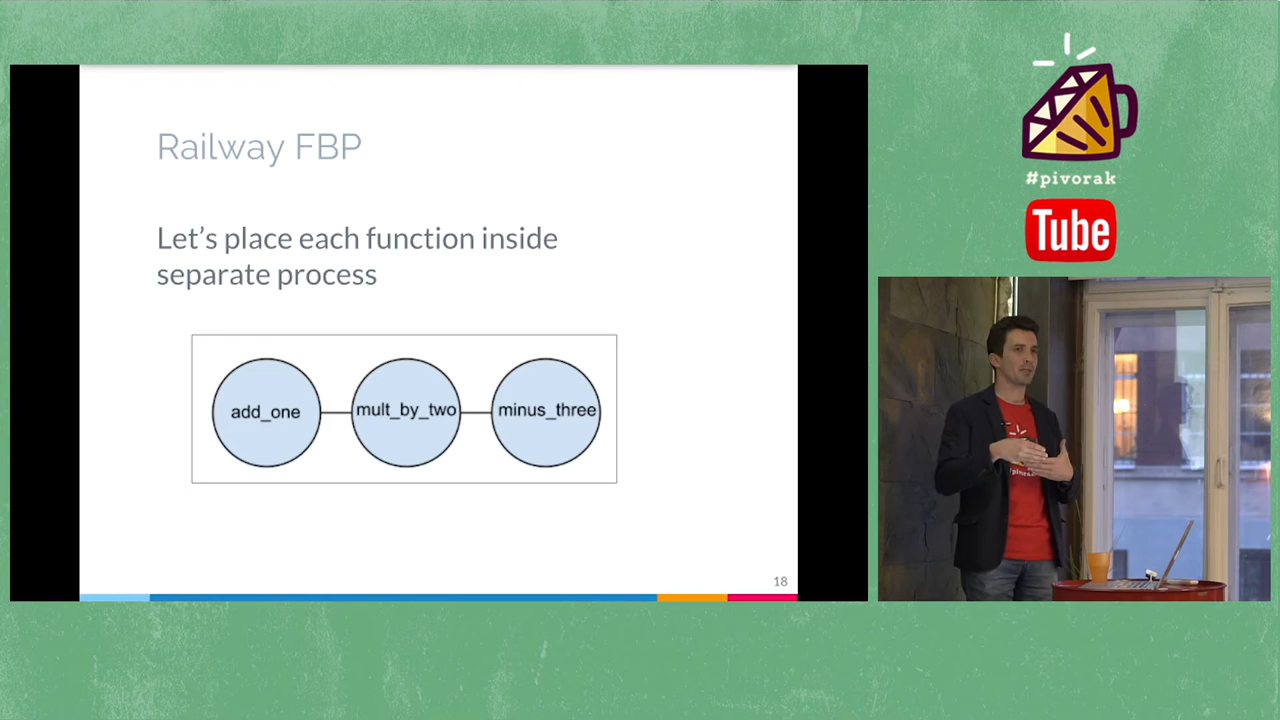 Railway FBP
Let's place each function inside
separate process
add_one
mult_by_two
minus_three
18
#pivorak
Tube